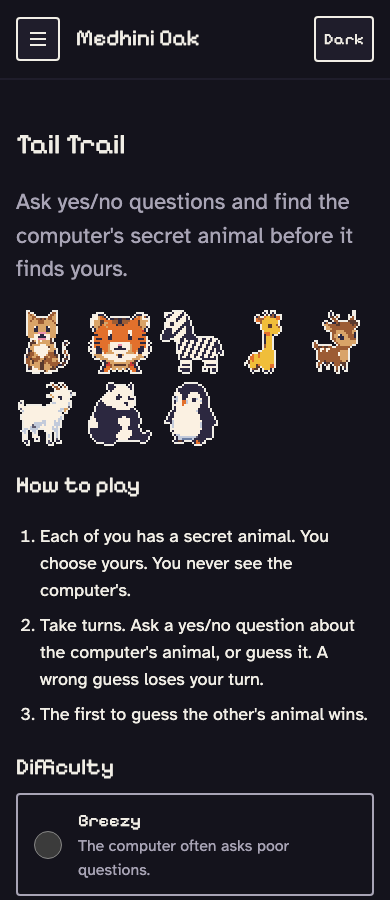 Medhini Oak
Dark
Tail Trail
Ask yes/no questions and find the
computer's secret animal before it
finds yours.
How to play
1. Each of you has a secret animal. You
choose yours. You never see the
computer's.
2. Take turns. Ask a yes/no question about
the computer's animal, or guess it. A
wrong guess loses your turn.
3. The first to guess the other's animal wins.
Difficulty
Breezy
The computer often asks poor
questions.